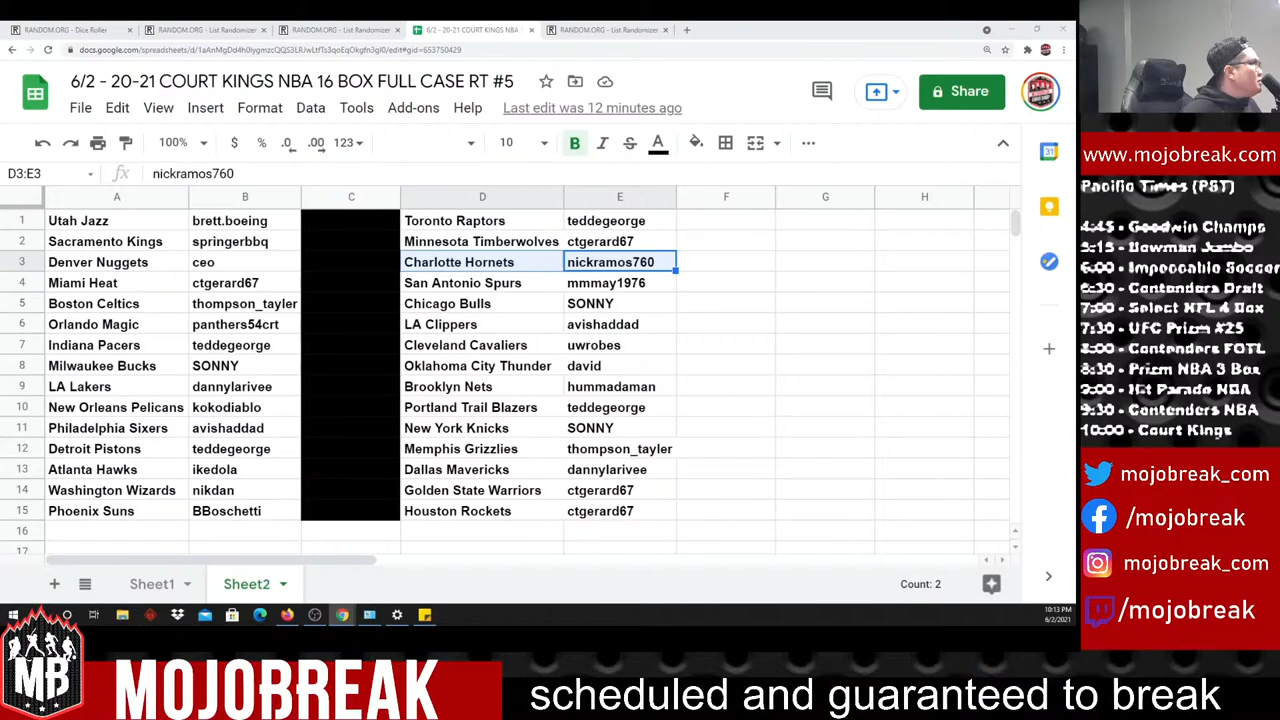 RANDOM.ORG - Dice Roller
RANDOM.ORG - List Randomizer
RANDOM.ORG - List Randomizer
6/2 - 20-21 COURT KINGS NBA
RANDOM.ORG - List Randomizer
6/2 - 20-21 COURT KINGS NBA 16 BOX FULL CASE RT #5
File Edit View Insert Format Data Tools Add-ons Help Last edit was 12 minutes ago
Share
100% $ % .0 .00 123 10 B I S A
D3:E3 fx nickramos760
A B C D E F G H
1 Utah Jazz brett.boeing Toronto Raptors teddegeorge
2 Sacramento Kings springerbbq Minnesota Timberwolves ctgerard67
3 Denver Nuggets ceo Charlotte Hornets nickramos760
4 Miami Heat ctgerard67 San Antonio Spurs mmmay1976
5 Boston Celtics thompson_tayler Chicago Bulls SONNY
6 Orlando Magic panthers54crt LA Clippers avishaddad
7 Indiana Pacers teddegeorge Cleveland Cavaliers uwrobes
8 Milwaukee Bucks SONNY Oklahoma City Thunder david
9 LA Lakers dannylarivee Brooklyn Nets hummadaman
10 New Orleans Pelicans kokodiablo Portland Trail Blazers teddegeorge
11 Philadelphia Sixers avishaddad New York Knicks SONNY
12 Detroit Pistons teddegeorge Memphis Grizzlies thompson_tayler
13 Atlanta Hawks ikedola Dallas Mavericks dannylarivee
14 Washington Wizards nikdan Golden State Warriors ctgerard67
15 Phoenix Suns BBoschetti Houston Rockets ctgerard67
16
17
Sheet1 Sheet2 Count: 2
10:13 PM
6/2/2021
www.mojobreak.com
Pacific Times (PST)
4:45 - Goodwin Champs
5:15 - Bowman Jumbo
6:00 - Impeccable Soccer
6:30 - Contenders Draft
7:00 - Select NFL 4 Box
7:30 - UFC Prizm #25
8:00 - Contenders FOTL
8:30 - Prizm NBA 3 Box
9:00 - Hit Parade NBA
9:30 - Contenders NBA
10:00 - Court Kings
mojobreak_com
/mojobreak
mojobreak_com
/mojobreak
MB
MOJOBREAK
scheduled and guaranteed to break